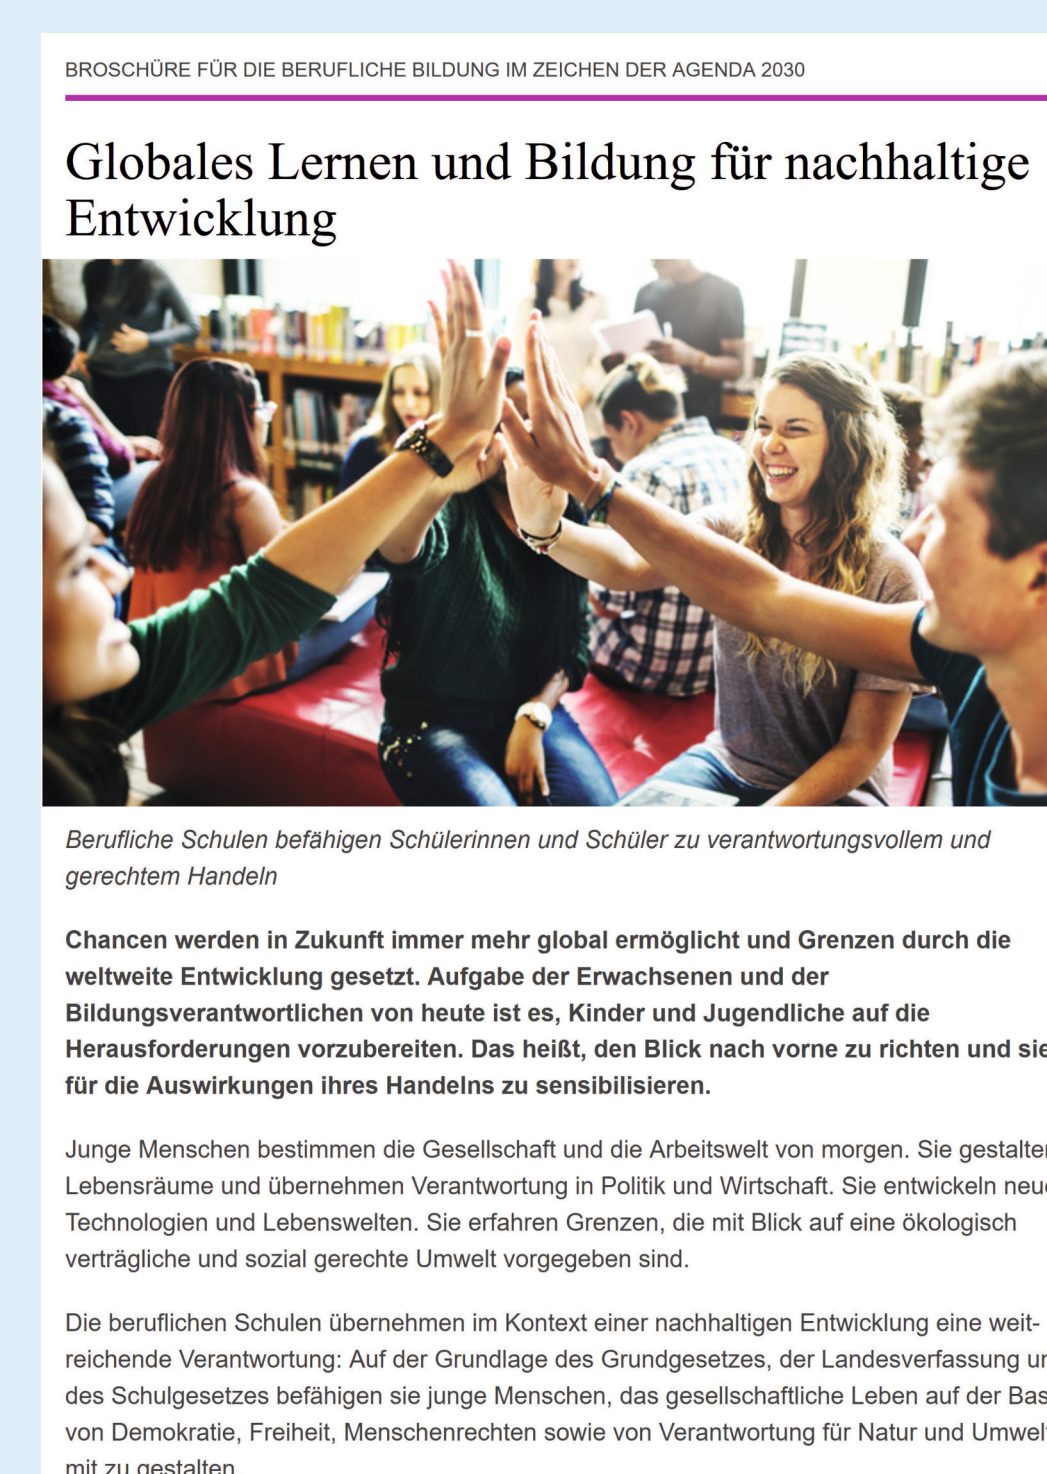 BROSCHÜRE FÜR DIE BERUFLICHE BILDUNG IM ZEICHEN DER AGENDA 2030
Globales Lernen und Bildung für nachhaltige
Entwicklung
Berufliche Schulen befähigen Schülerinnen und Schüler zu verantwortungsvollem und
gerechtem Handeln
Chancen werden in Zukunft immer mehr global ermöglicht und Grenzen durch die
weltweite Entwicklung gesetzt. Aufgabe der Erwachsenen und der
Bildungsverantwortlichen von heute ist es, Kinder und Jugendliche auf die
Herausforderungen vorzubereiten. Das heißt, den Blick nach vorne zu richten und sie
für die Auswirkungen ihres Handelns zu sensibilisieren.
Junge Menschen bestimmen die Gesellschaft und die Arbeitswelt von morgen. Sie gestalten
Lebensräume und übernehmen Verantwortung in Politik und Wirtschaft. Sie entwickeln neue
Technologien und Lebenswelten. Sie erfahren Grenzen, die mit Blick auf eine ökologisch
verträgliche und sozial gerechte Umwelt vorgegeben sind.
Die beruflichen Schulen übernehmen im Kontext einer nachhaltigen Entwicklung eine weit-
reichende Verantwortung: Auf der Grundlage des Grundgesetzes, der Landesverfassung un
des Schulgesetzes befähigen sie junge Menschen, das gesellschaftliche Leben auf der Bas
von Demokratie, Freiheit, Menschenrechten sowie von Verantwortung für Natur und Umwelt
mit zu gestalten